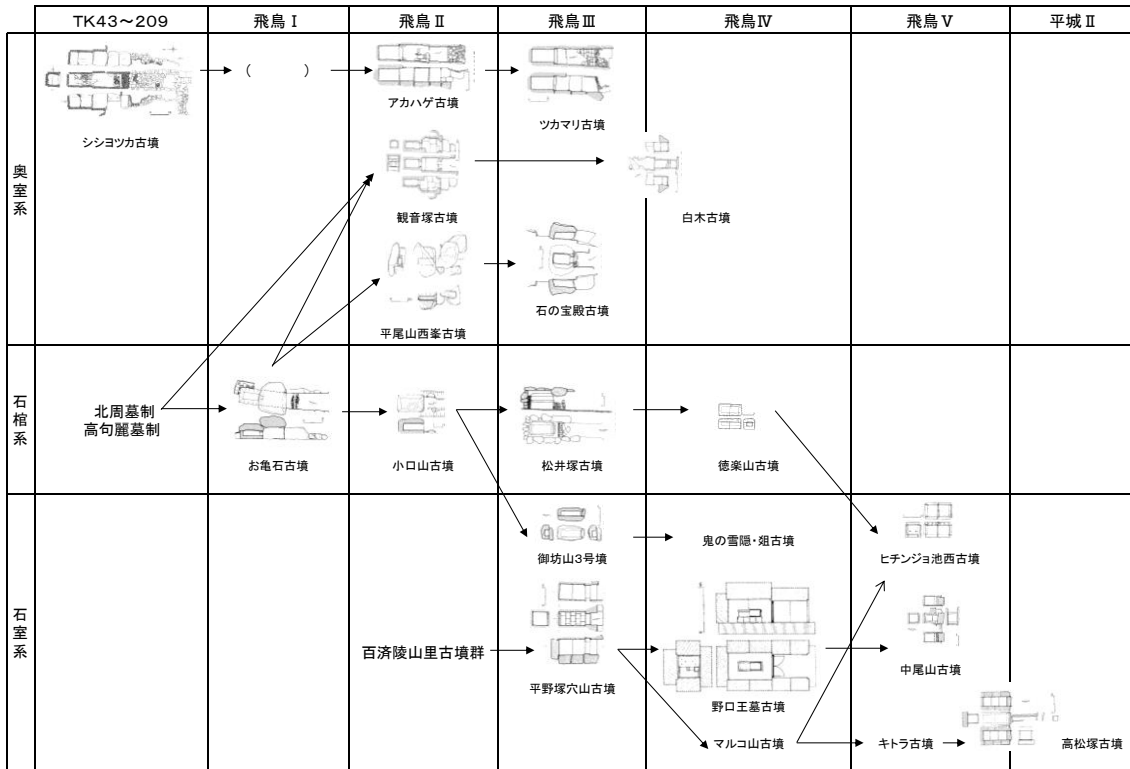 TK43~209
飛鳥Ⅰ
飛鳥Ⅱ
飛鳥Ⅲ
飛鳥Ⅳ
飛鳥Ⅴ
平城Ⅱ
奥室系
シショツカ古墳
(　　　)
アカハゲ古墳
ツカマリ古墳
観音塚古墳
白木古墳
平尾山西峯古墳
石の宝殿古墳
石棺系
北周墓制
高句麗墓制
お亀石古墳
小口山古墳
松井塚古墳
徳楽山古墳
石室系
御坊山3号墳
鬼の雪隠・爼古墳
ヒチンジョ池西古墳
百済陵山里古墳群
平野塚穴山古墳
野口王墓古墳
中尾山古墳
マルコ山古墳
キトラ古墳
高松塚古墳